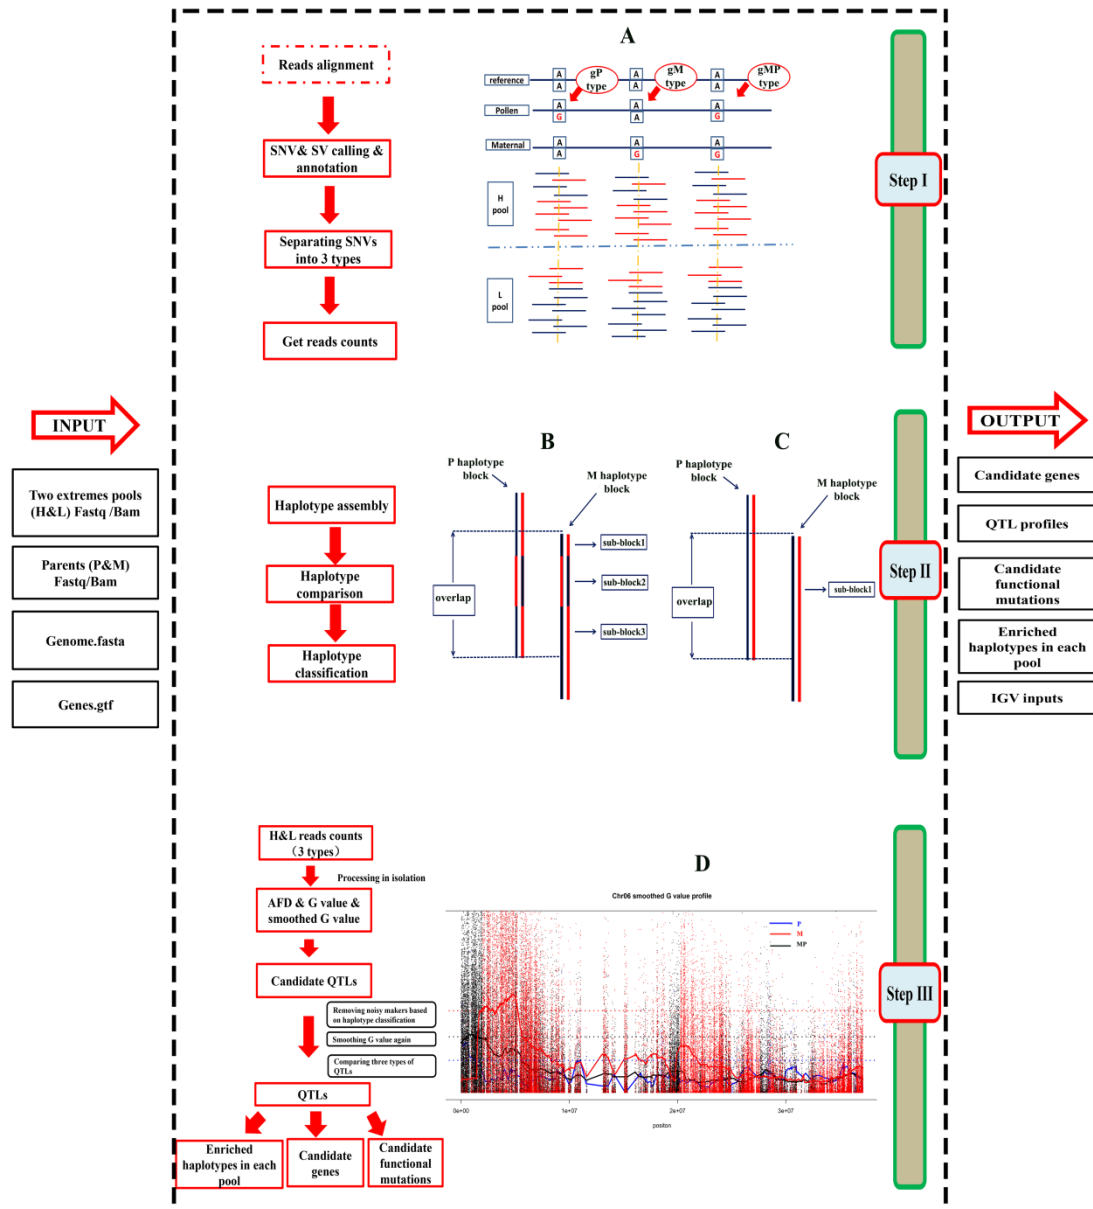 INPUT
Two extremes pools
(H&L) Fastq /Bam
Parents (P&M)
Fastq/Bam
Genome.fasta
Genes.gtf
Reads alignment
SNV& SV calling &
annotation
Separating SNVs
into 3 types
Get reads counts
A
reference
A
A
gP
type
A
A
gM
type
A
A
gMP
type
Pollen
A
G
A
A
A
G
Maternal
A
A
A
G
A
G
H
pool
L
pool
Step I
Haplotype assembly
Haplotype
comparison
Haplotype
classification
B
P haplotype
block
M haplotype
block
overlap
sub-block1
sub-block2
sub-block3
C
P haplotype
block
M haplotype
block
overlap
sub-block1
Step II
H&L reads counts
(3 types)
Processing in isolation
AFD & G value &
smoothed G value
Candidate QTLs
Removing noisy makers based
on haplotype classification
Smoothing G value again
Comparing three types of
QTLs
QTLs
Enriched
haplotypes in each
pool
Candidate
genes
Candidate
functional
mutations
D
Chr06 smoothed G value profile
P
M
MP
0e+00
1e+07
2e+07
3e+07
positon
Step III
OUTPUT
Candidate genes
QTL profiles
Candidate
functional
mutations
Enriched
haplotypes in each
pool
IGV inputs